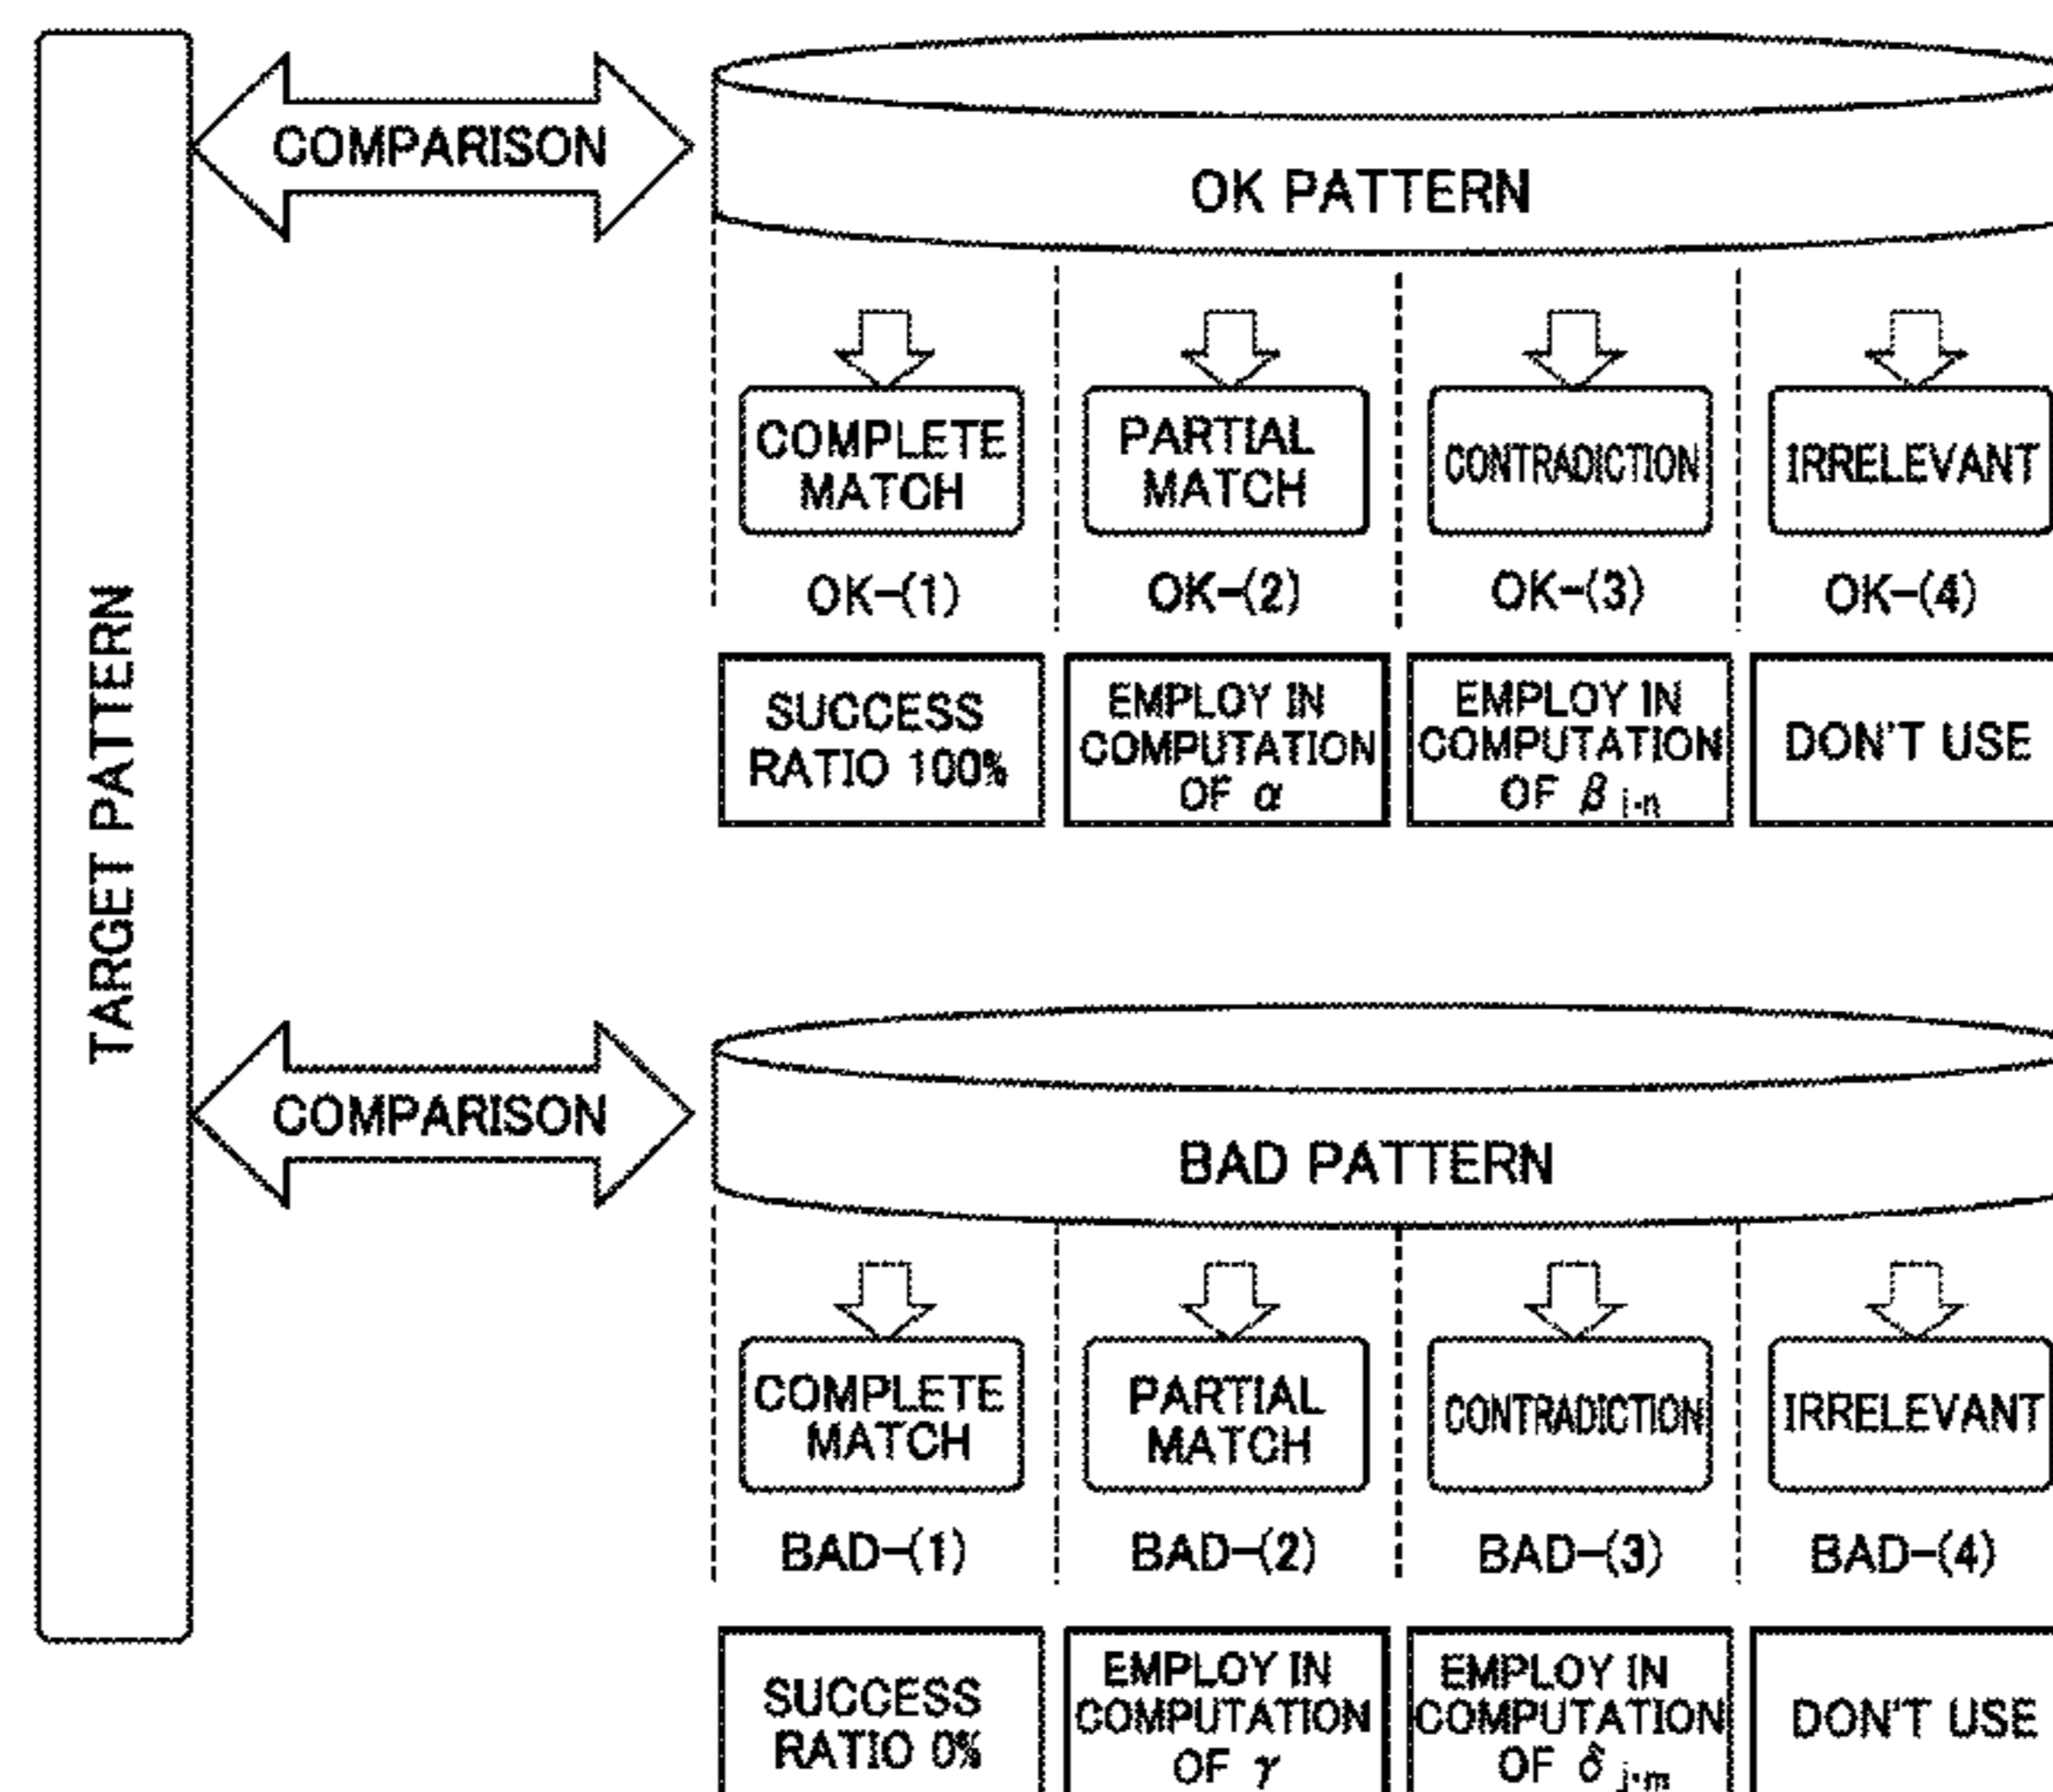 TARGET PATTERN
COMPARISON
OK PATTERN
COMPLETE
MATCH
PARTIAL
MATCH
CONTRADICTION
IRRELEVANT
OK-(1)
OK-(2)
OK-(3)
OK-(4)
SUCCESS
RATIO 100%
EMPLOY IN
COMPUTATION
OF α
EMPLOY IN
COMPUTATION
OF β i·n
DON'T USE
COMPARISON
BAD PATTERN
COMPLETE
MATCH
PARTIAL
MATCH
CONTRADICTION
IRRELEVANT
BAD-(1)
BAD-(2)
BAD-(3)
BAD-(4)
SUCCESS
RATIO 0%
EMPLOY IN
COMPUTATION
OF γ
EMPLOY IN
COMPUTATION
OF δ j·m
DON'T USE